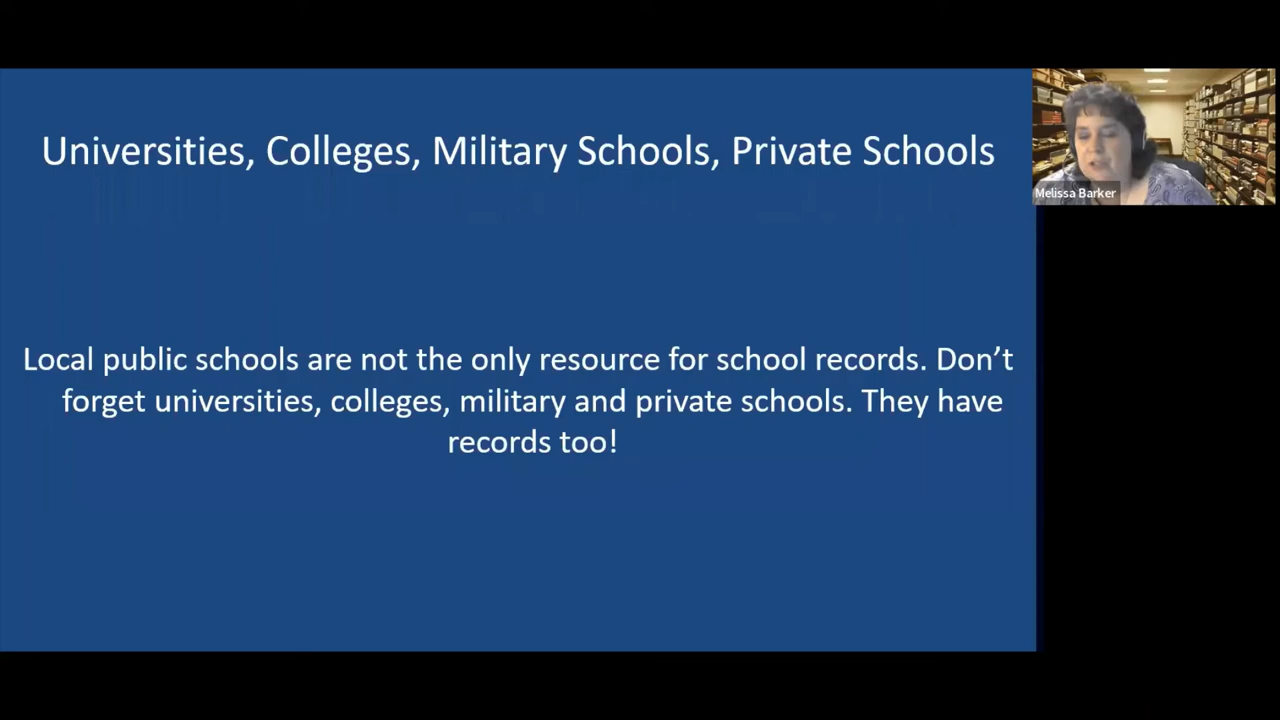 Universities, Colleges, Military Schools, Private Schools
Melissa Barker
Local public schools are not the only resource for school records. Don’t
forget universities, colleges, military and private schools. They have
records too!